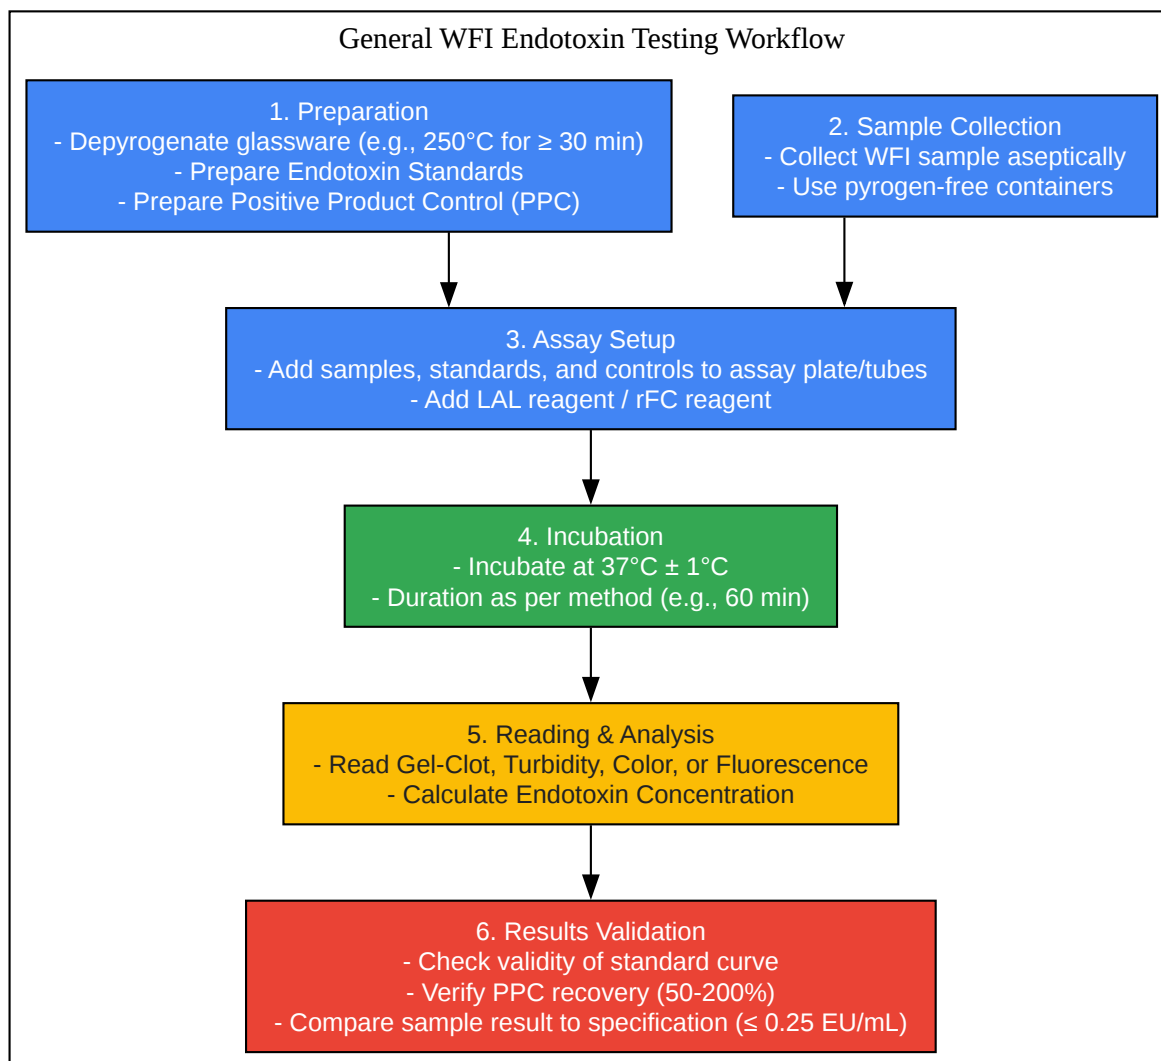 General WFI Endotoxin Testing Workflow
1. Preparation
- Depyrogenate glassware (e.g., 250°C for ≥ 30 min)
- Prepare Endotoxin Standards
- Prepare Positive Product Control (PPC)
2. Sample Collection
- Collect WFI sample aseptically
- Use pyrogen-free containers
3. Assay Setup
- Add samples, standards, and controls to assay plate/tubes
- Add LAL reagent / rFC reagent
4. Incubation
- Incubate at 37°C ± 1°C
- Duration as per method (e.g., 60 min)
5. Reading & Analysis
- Read Gel-Clot, Turbidity, Color, or Fluorescence
- Calculate Endotoxin Concentration
6. Results Validation
- Check validity of standard curve
- Verify PPC recovery (50-200%)
- Compare sample result to specification (≤ 0.25 EU/mL)